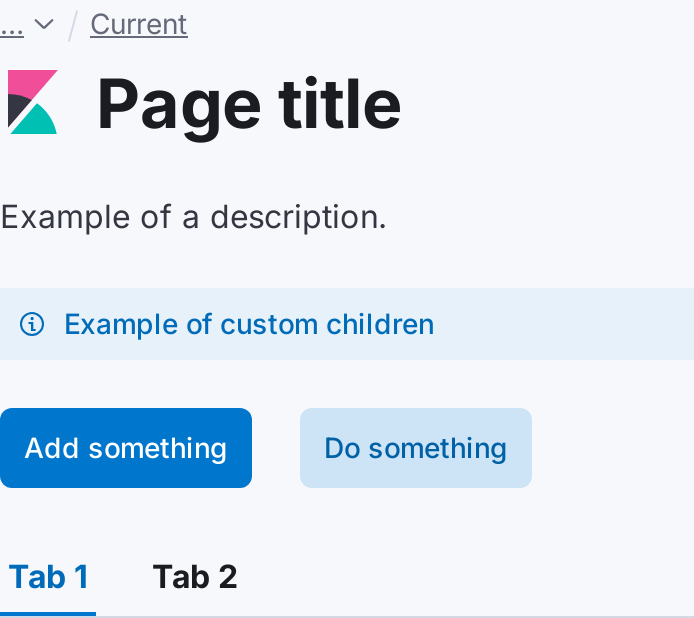 ... / Current
Page title
Example of a description.
Example of custom children
Add something Do something
Tab 1 Tab 2